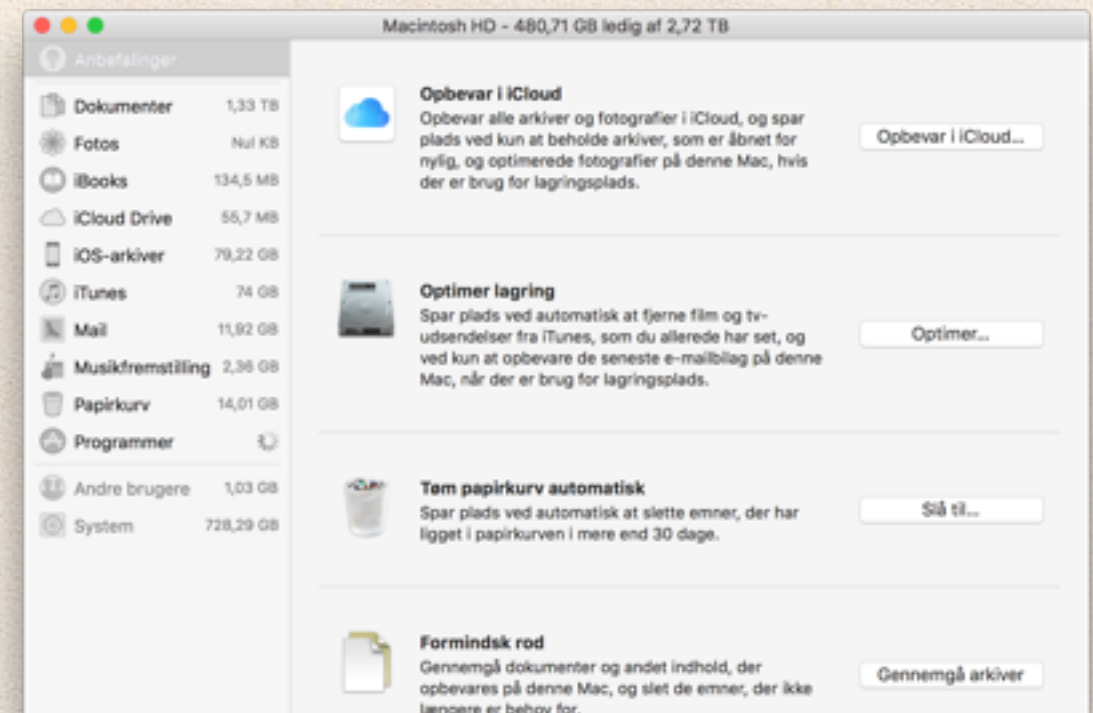 Macintosh HD – 480,71 GB ledig af 2,72 TB
Anbefalinger
Dokumenter 1,33 TB
Fotos Nul KB
iBooks 134,5 MB
iCloud Drive 55,7 MB
iOS-arkiver 79,22 GB
iTunes 74 GB
Mail 11,92 GB
Musikfremstilling 2,36 GB
Papirkurv 14,01 GB
Programmer
Andre brugere 1,03 GB
System 728,29 GB
Opbevar i iCloud
Opbevar alle arkiver og fotografier i iCloud, og spar
plads ved kun at beholde arkiver, som er åbnet for
nylig, og optimerede fotografier på denne Mac, hvis
der er brug for lagringsplads.
Opbevar i iCloud...
Optimer lagring
Spar plads ved automatisk at fjerne film og tv-
udsendelser fra iTunes, som du allerede har set, og
ved kun at opbevare de seneste e-mailbilag på denne
Mac, når der er brug for lagringsplads.
Optimer...
Tøm papirkurv automatisk
Spar plads ved automatisk at slette emner, der har
ligget i papirkurven i mere end 30 dage.
Slå til...
Formindsk rod
Gennemgå dokumenter og andet indhold, der
opbevares på denne Mac, og slet de emner, der ikke
længere er behov for.
Gennemgå arkiver